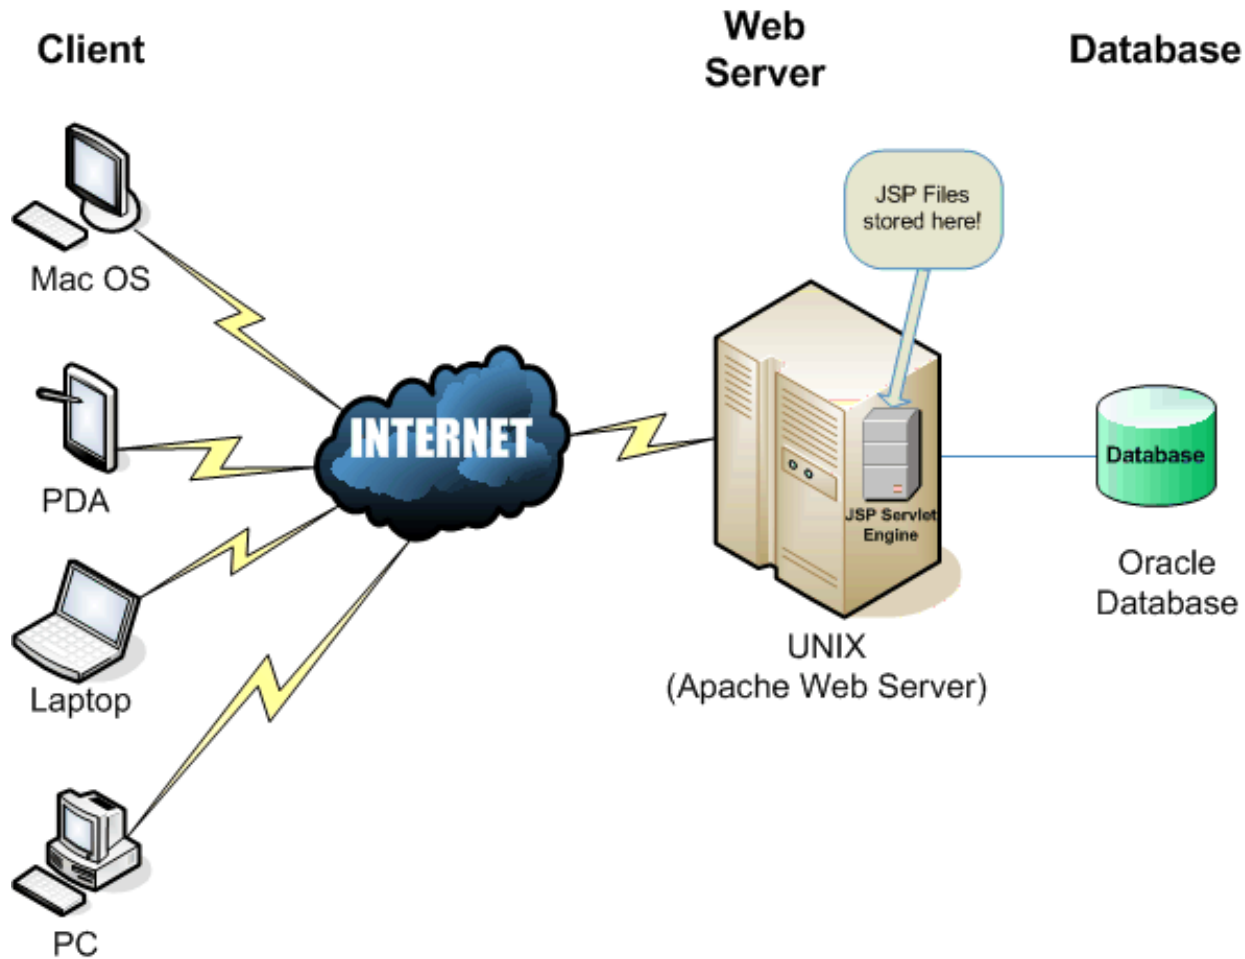 Client
Web
Server
Database
JSP Files
stored here!
Mac OS
INTERNET
Database
PDA
JSP Servlet
Engine
Oracle
Database
UNIX
(Apache Web Server)
Laptop
PC